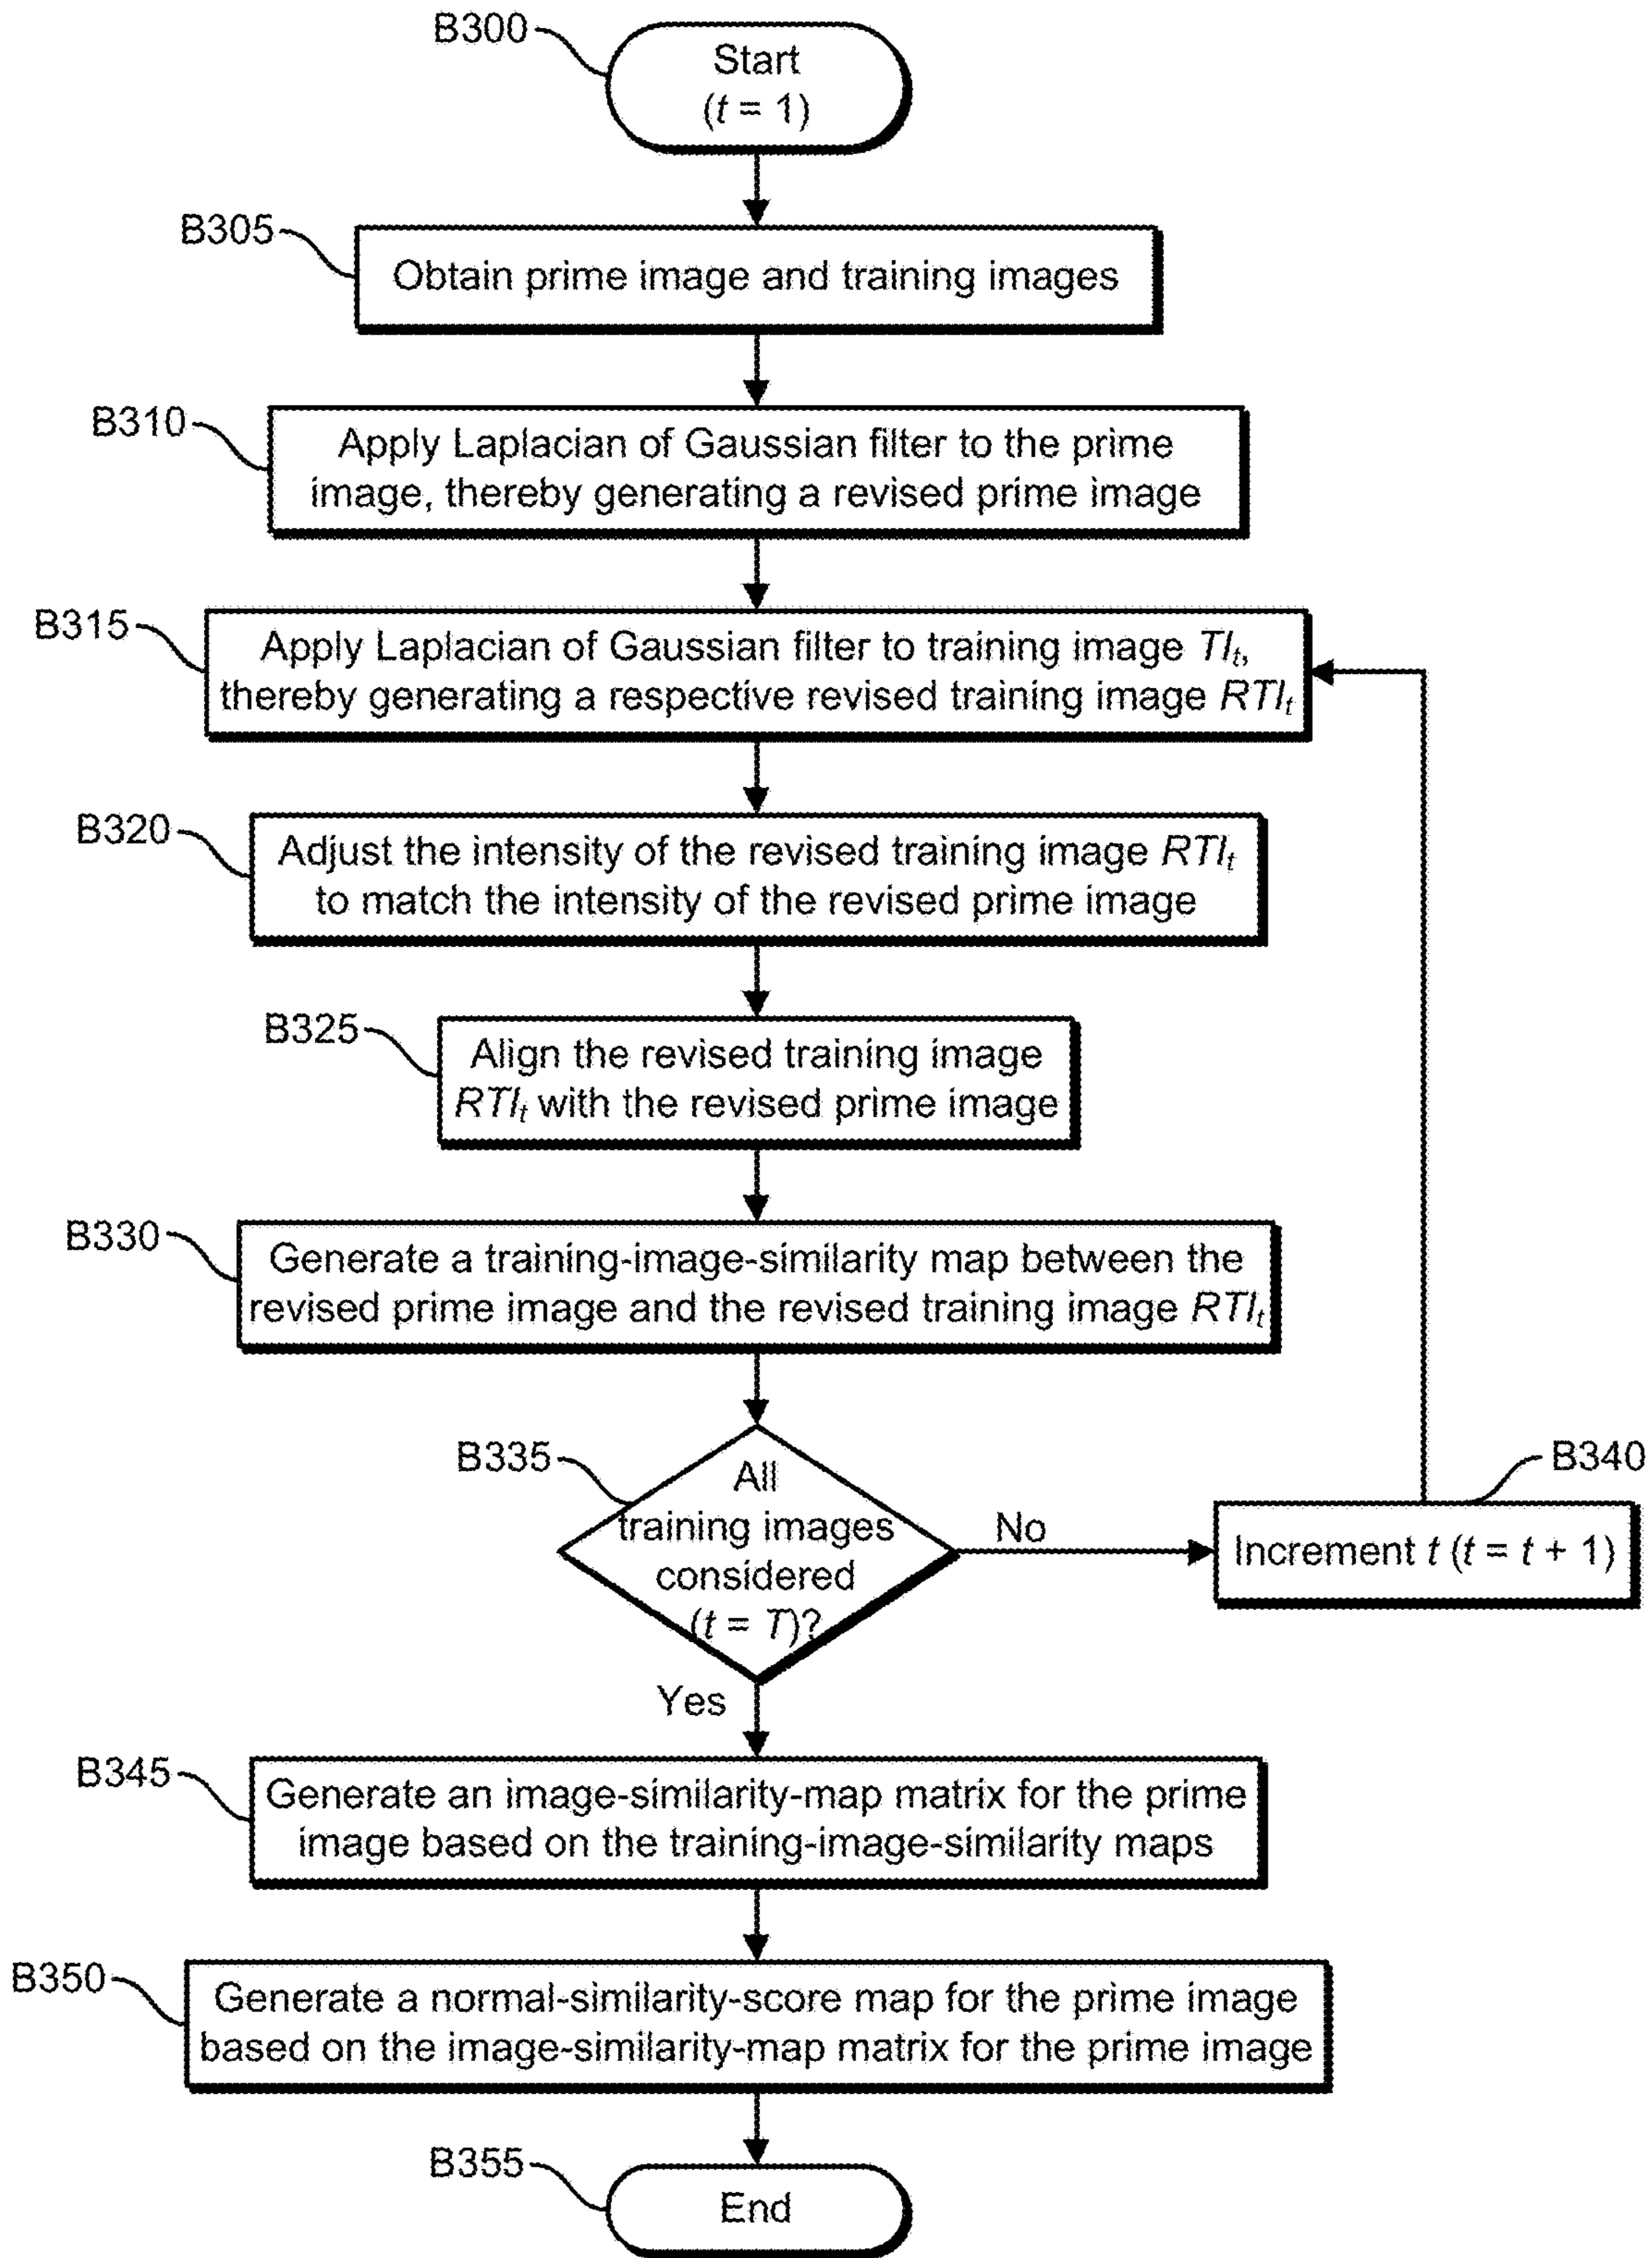 B300
Start
(t = 1)
B305
Obtain prime image and training images
B310
Apply Laplacian of Gaussian filter to the prime
image, thereby generating a revised prime image
B315
Apply Laplacian of Gaussian filter to training image TIₜ,
thereby generating a respective revised training image RTIₜ
B320
Adjust the intensity of the revised training image RTIₜ
to match the intensity of the revised prime image
B325
Align the revised training image
RTIₜ with the revised prime image
B330
Generate a training-image-similarity map between the
revised prime image and the revised training image RTIₜ
B335
All
training images
considered
(t = T)?
No
B340
Increment t (t = t + 1)
Yes
B345
Generate an image-similarity-map matrix for the prime
image based on the training-image-similarity maps
B350
Generate a normal-similarity-score map for the prime image
based on the image-similarity-map matrix for the prime image
B355
End